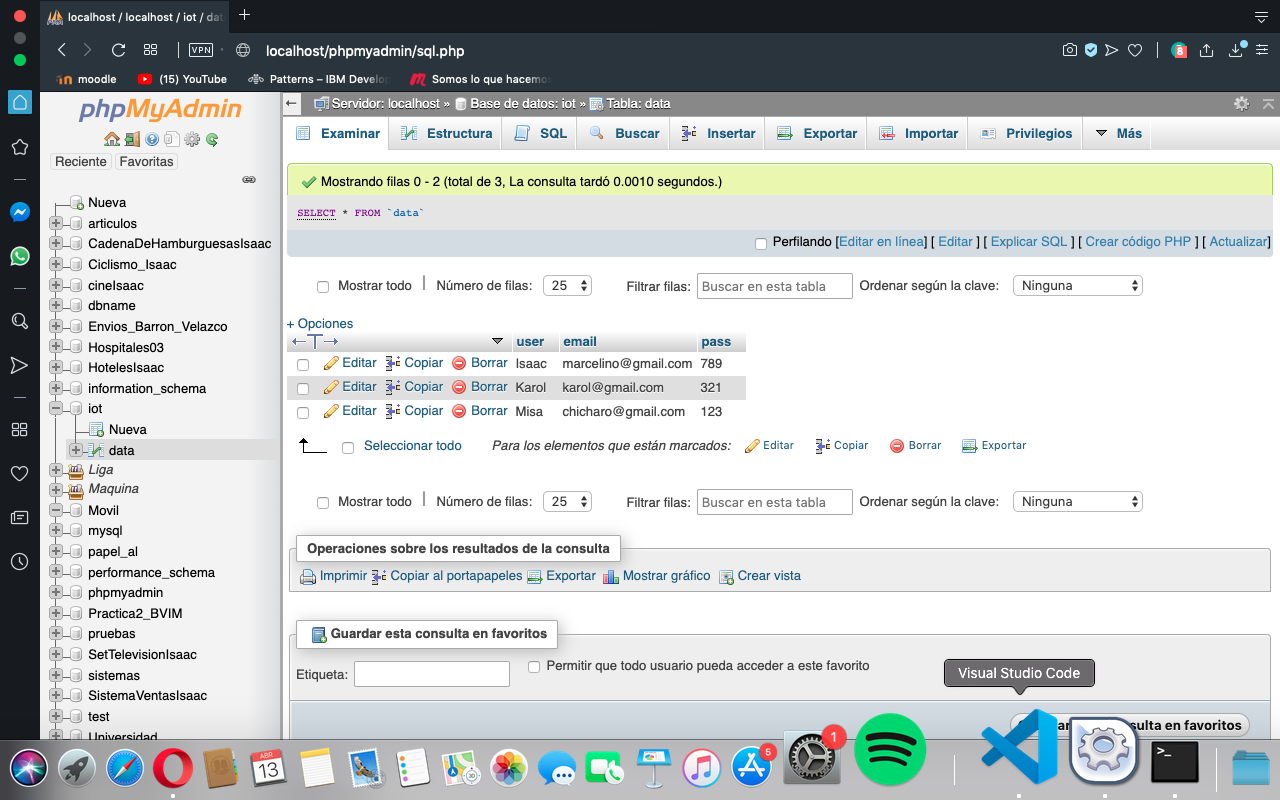 localhost / localhost / iot / dat
VPN
localhost/phpmyadmin/sql.php
8
moodle
(15) YouTube
Patterns – IBM Develop
Somos lo que hacemos
phpMyAdmin
Reciente
Favoritas
Nueva
articulos
CadenaDeHamburguesasIsaac
Ciclismo_Isaac
cineIsaac
dbname
Envios_Barron_Velazco
Hospitales03
HotelesIsaac
information_schema
iot
Nueva
data
Liga
Maquina
Movil
mysql
papel_al
performance_schema
phpmyadmin
Practica2_BVIM
pruebas
SetTelevisionIsaac
sistemas
SistemaVentasIsaac
test
Universidad
Servidor: localhost » Base de datos: iot » Tabla: data
Examinar
Estructura
SQL
Buscar
Insertar
Exportar
Importar
Privilegios
Más
Mostrando filas 0 - 2 (total de 3, La consulta tardó 0.0010 segundos.)
SELECT * FROM `data`
Perfilando [Editar en línea] [ Editar ] [ Explicar SQL ] [ Crear código PHP ] [ Actualizar]
Mostrar todo | Número de filas: 25 Filtrar filas: Buscar en esta tabla Ordenar según la clave: Ninguna
+ Opciones
←T→ user email pass
Editar Copiar Borrar Isaac marcelino@gmail.com 789
Editar Copiar Borrar Karol karol@gmail.com 321
Editar Copiar Borrar Misa chicharo@gmail.com 123
Seleccionar todo Para los elementos que están marcados: Editar Copiar Borrar Exportar
Mostrar todo | Número de filas: 25 Filtrar filas: Buscar en esta tabla Ordenar según la clave: Ninguna
Operaciones sobre los resultados de la consulta
Imprimir Copiar al portapapeles Exportar Mostrar gráfico Crear vista
Guardar esta consulta en favoritos
Etiqueta:
Permitir que todo usuario pueda acceder a este favorito
Visual Studio Code
sulta en favoritos
ABR
13
5
1
>_